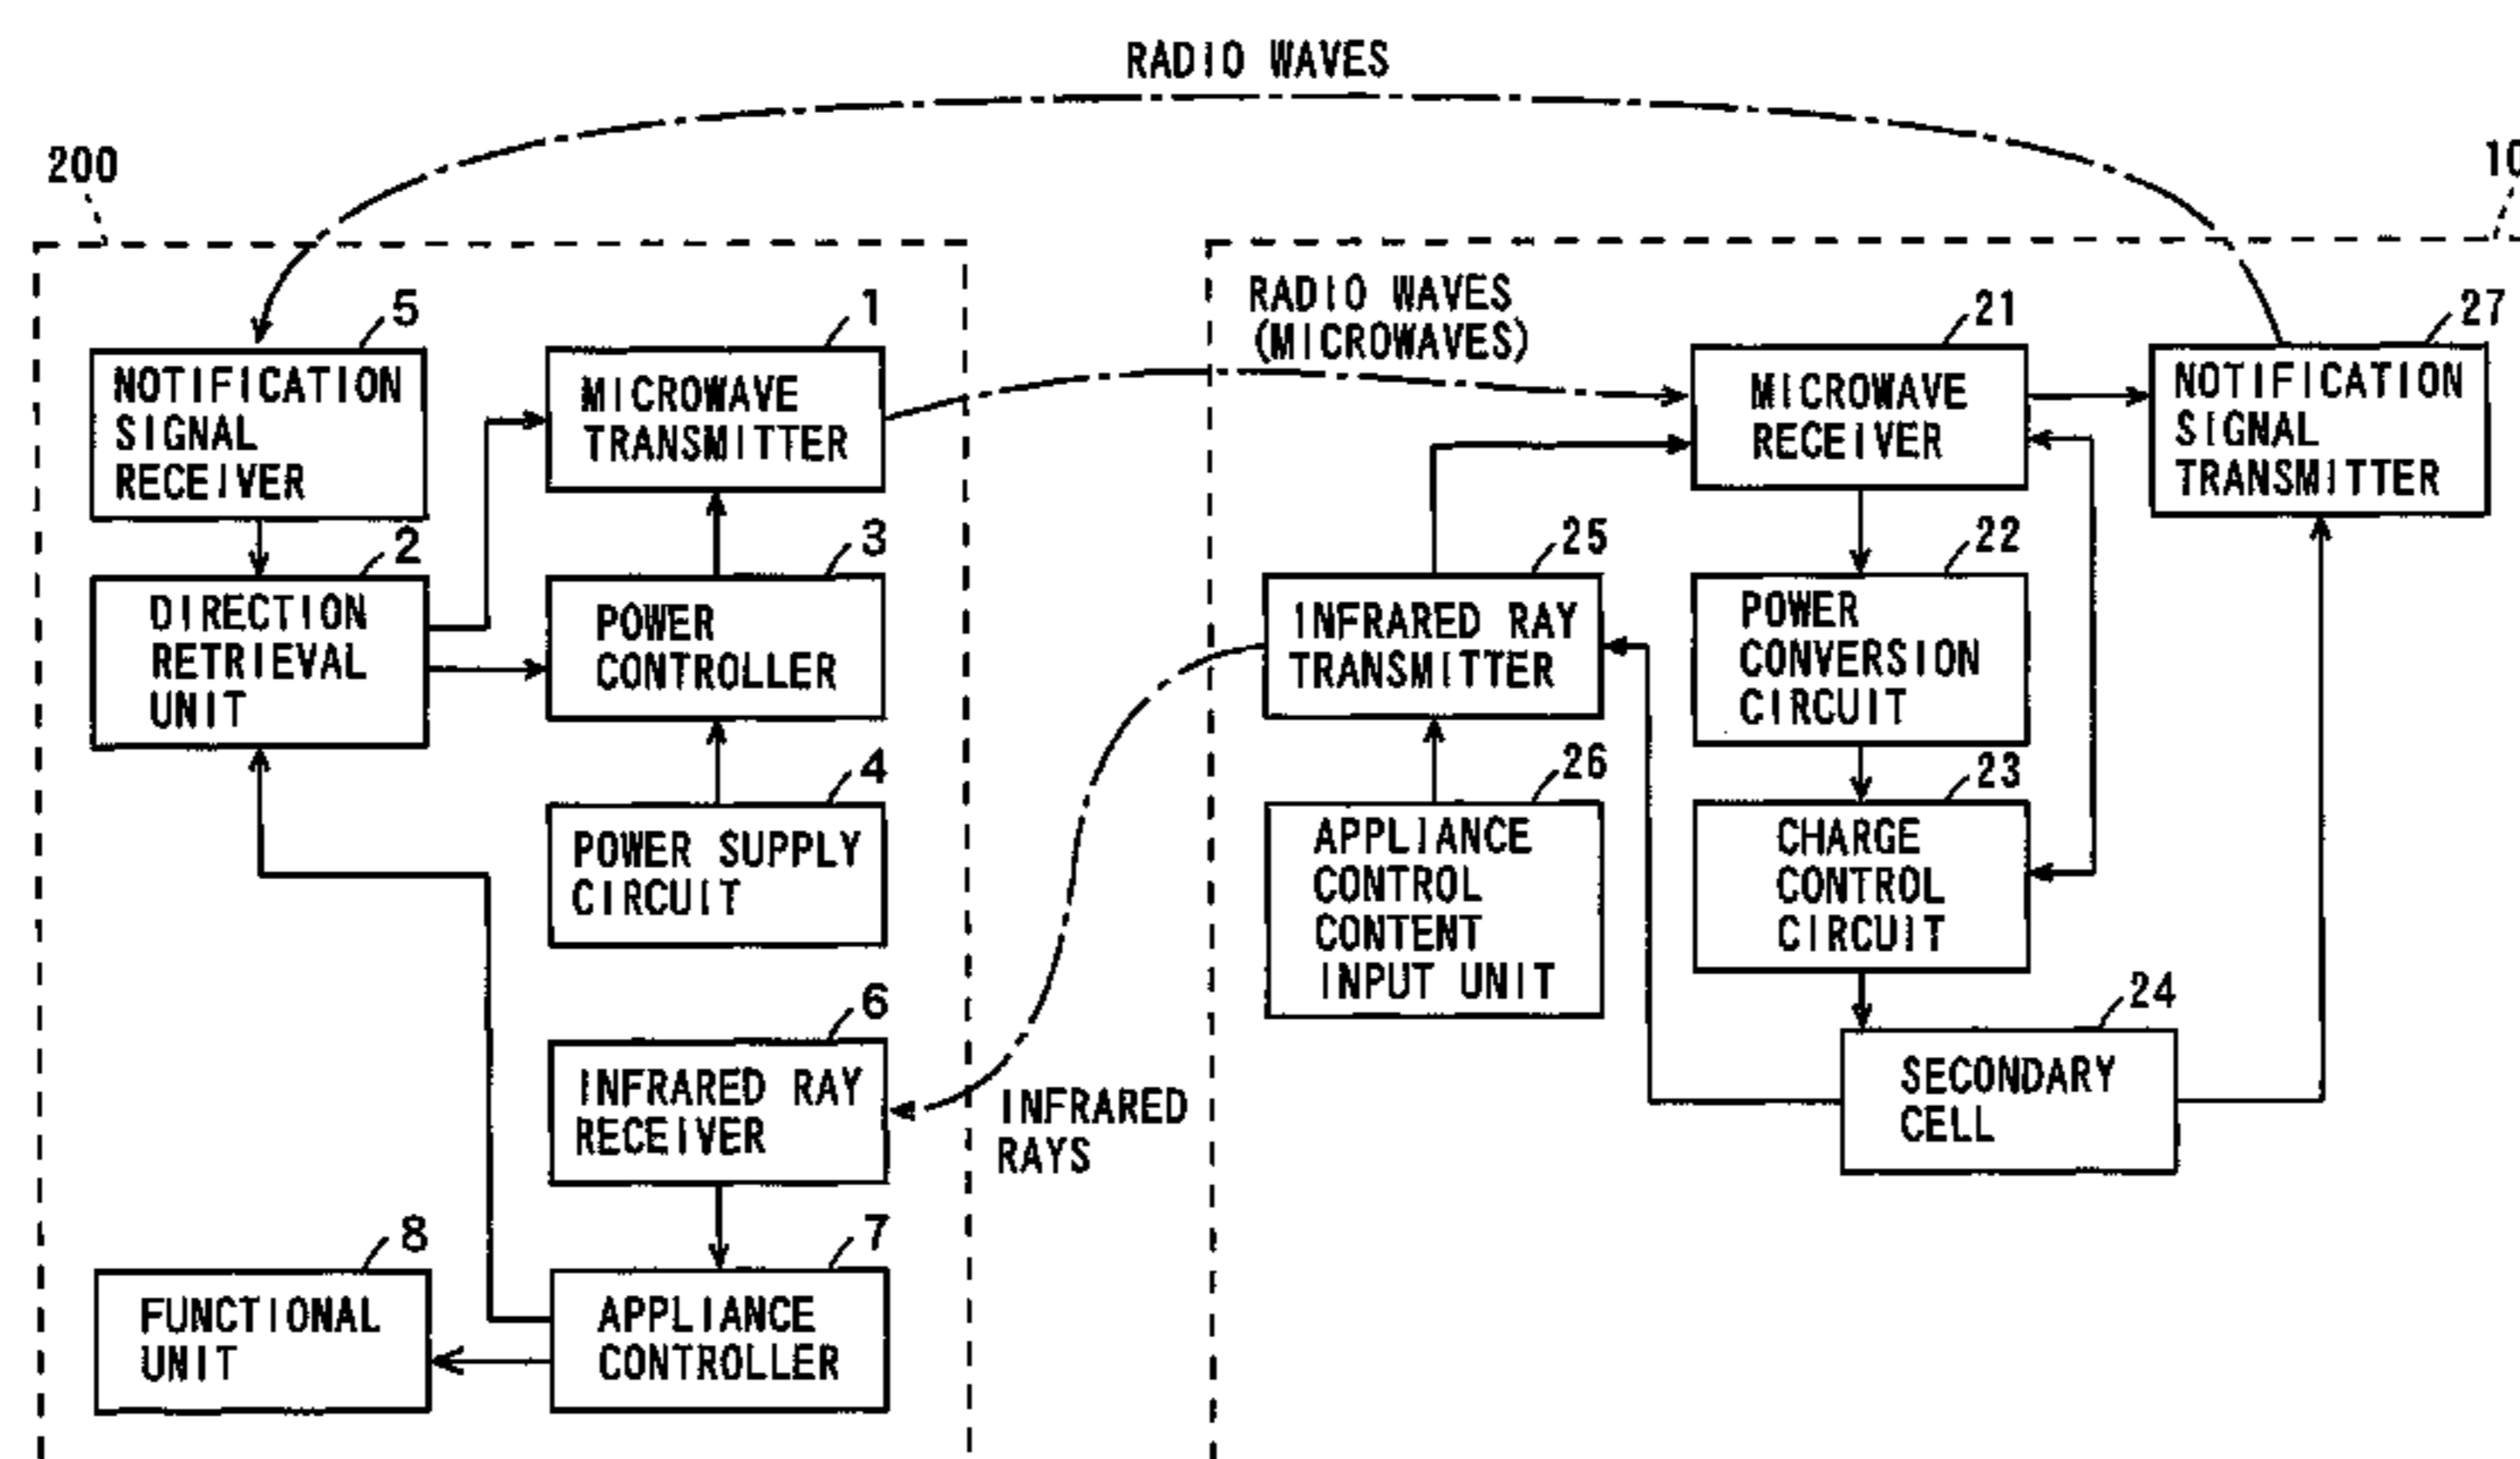 RADIO WAVES
200
10
RADIO WAVES
(MICROWAVES)
5
NOTIFICATION
SIGNAL
RECEIVER
1
MICROWAVE
TRANSMITTER
21
MICROWAVE
RECEIVER
27
NOTIFICATION
SIGNAL
TRANSMITTER
2
DIRECTION
RETRIEVAL
UNIT
3
POWER
CONTROLLER
25
INFRARED RAY
TRANSMITTER
22
POWER
CONVERSION
CIRCUIT
4
POWER SUPPLY
CIRCUIT
26
APPLIANCE
CONTROL
CONTENT
INPUT UNIT
23
CHARGE
CONTROL
CIRCUIT
6
INFRARED RAY
RECEIVER
INFRARED
RAYS
24
SECONDARY
CELL
8
FUNCTIONAL
UNIT
7
APPLIANCE
CONTROLLER